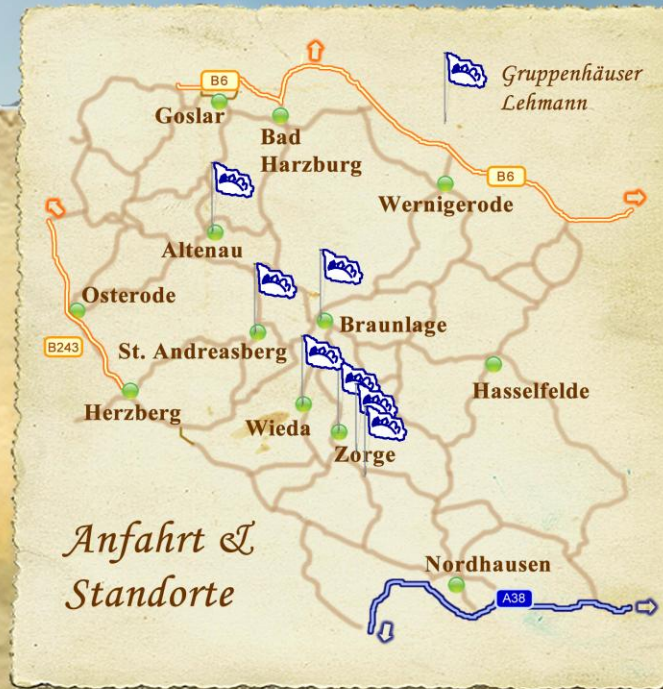 B6
Gruppenhäuser
Lehmann
Goslar
Bad
Harzburg
B6
Wernigerode
Altenau
Osterode
Braunlage
B243
St. Andreasberg
Hasselfelde
Herzberg
Wieda
Zorge
Anfahrt &
Standorte
Nordhausen
A38